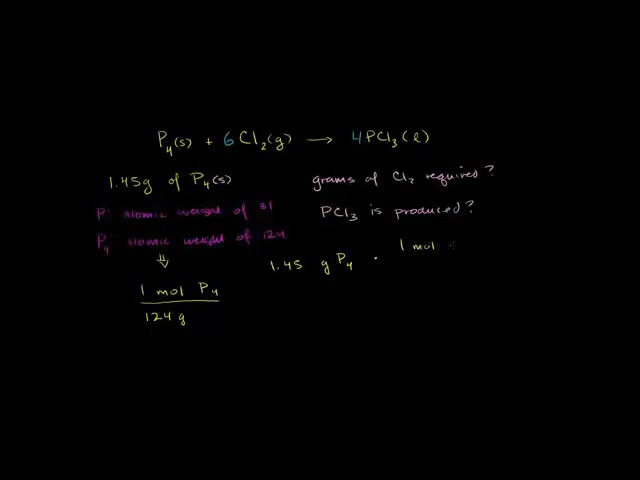 P₄(s) + 6Cl₂(g) → 4PCl₃(l)
1.45g of P₄(s)
grams of Cl₂ requires?
P: atomic weight of 31
PCl₃ is produced?
P₄ atomic weight of 124
⇓
1.45 g P₄ · 1 mol
1 mol P₄
124 g